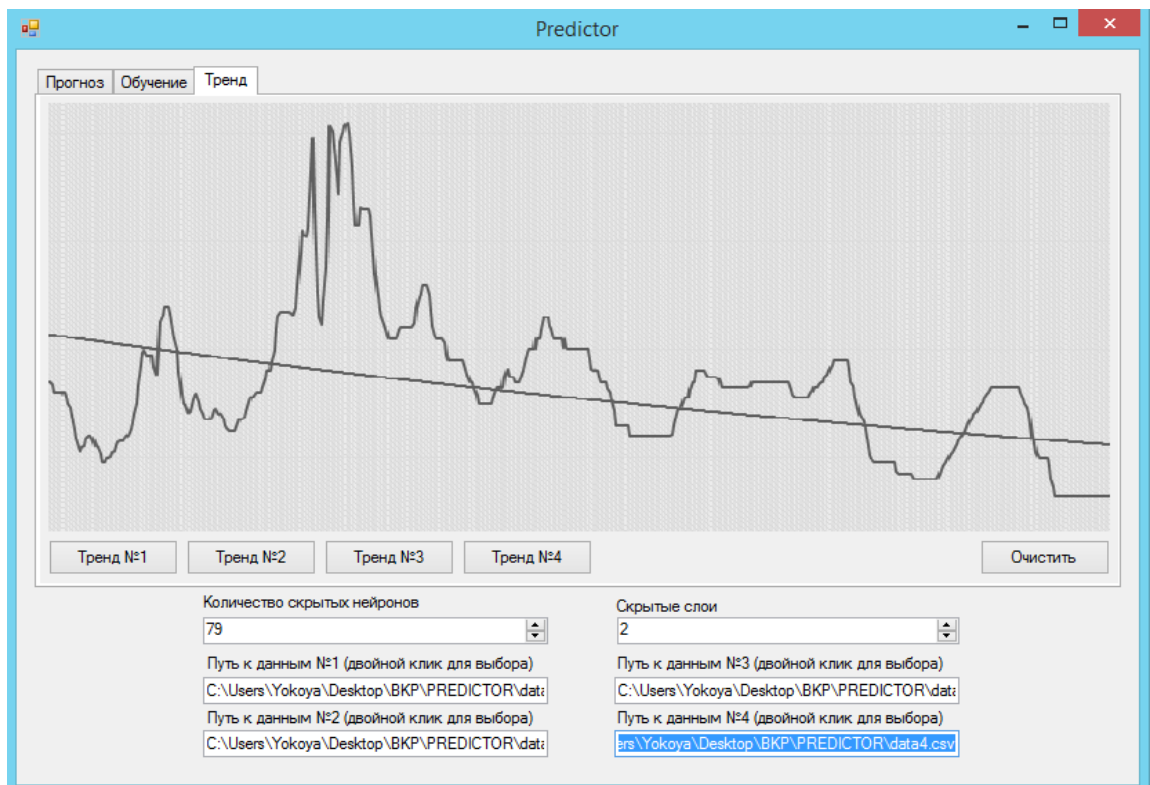 Predictor
Прогноз Обучение Тренд
Тренд №1 Тренд №2 Тренд №3 Тренд №4 Очистить
Количество скрытых нейронов Скрытые слои
79 2
Путь к данным №1 (двойной клик для выбора) Путь к данным №3 (двойной клик для выбора)
C:\Users\Yokoya\Desktop\BKP\PREDICTOR\data C:\Users\Yokoya\Desktop\BKP\PREDICTOR\data
Путь к данным №2 (двойной клик для выбора) Путь к данным №4 (двойной клик для выбора)
C:\Users\Yokoya\Desktop\BKP\PREDICTOR\data ers\Yokoya\Desktop\BKP\PREDICTOR\data4.csv